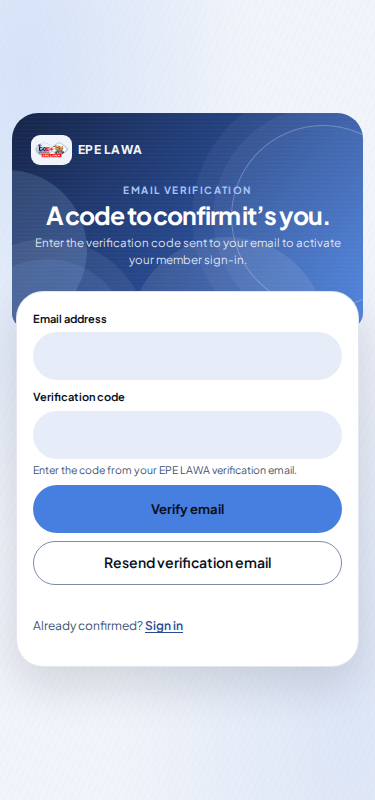 EPE LAWA
EMAIL VERIFICATION
A code to confirm it's you.
Enter the verification code sent to your email to activate
your member sign-in.
Email address
Verification code
Enter the code from your EPE LAWA verification email.
Verify email
Resend verification email
Already confirmed? Sign in